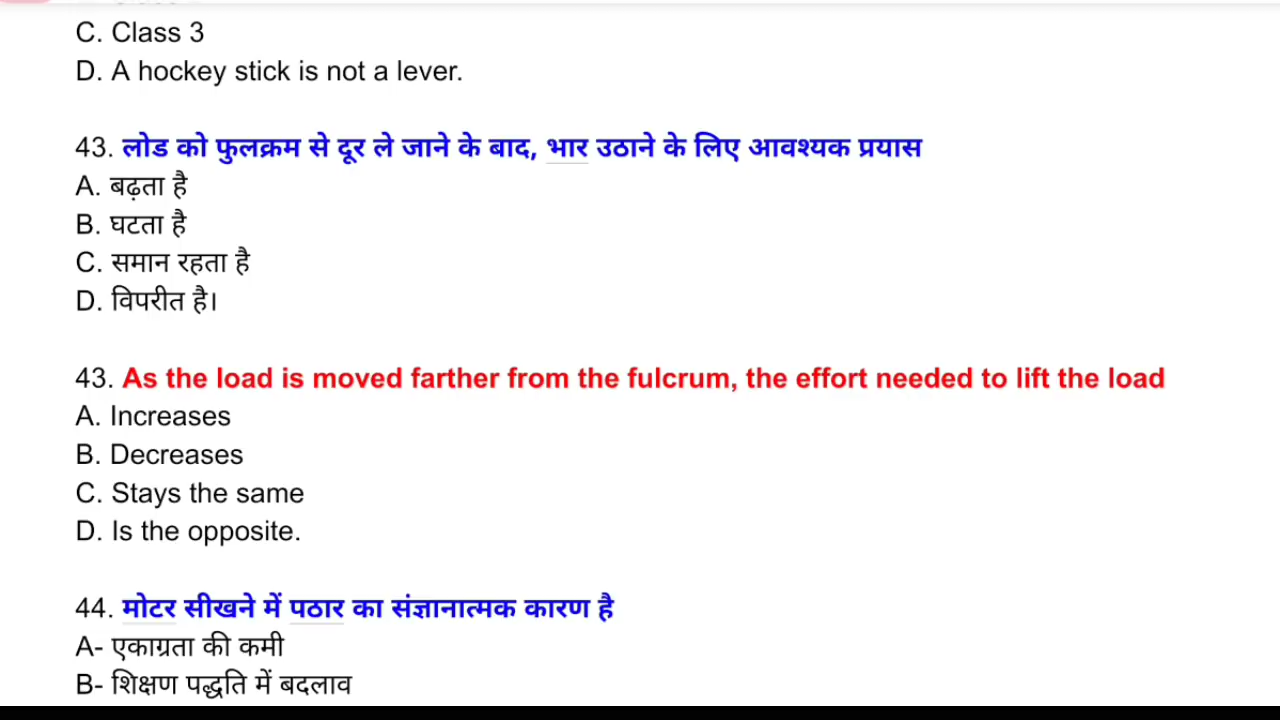 C. Class 3
D. A hockey stick is not a lever.
43. लोड को फुलक्रम से दूर ले जाने के बाद, भार उठाने के लिए आवश्यक प्रयास
A. बढ़ता है
B. घटता है
C. समान रहता है
D. विपरीत है।
43. As the load is moved farther from the fulcrum, the effort needed to lift the load
A. Increases
B. Decreases
C. Stays the same
D. Is the opposite.
44. मोटर सीखने में पठार का संज्ञानात्मक कारण है
A- एकाग्रता की कमी
B- शिक्षण पद्धति में बदलाव